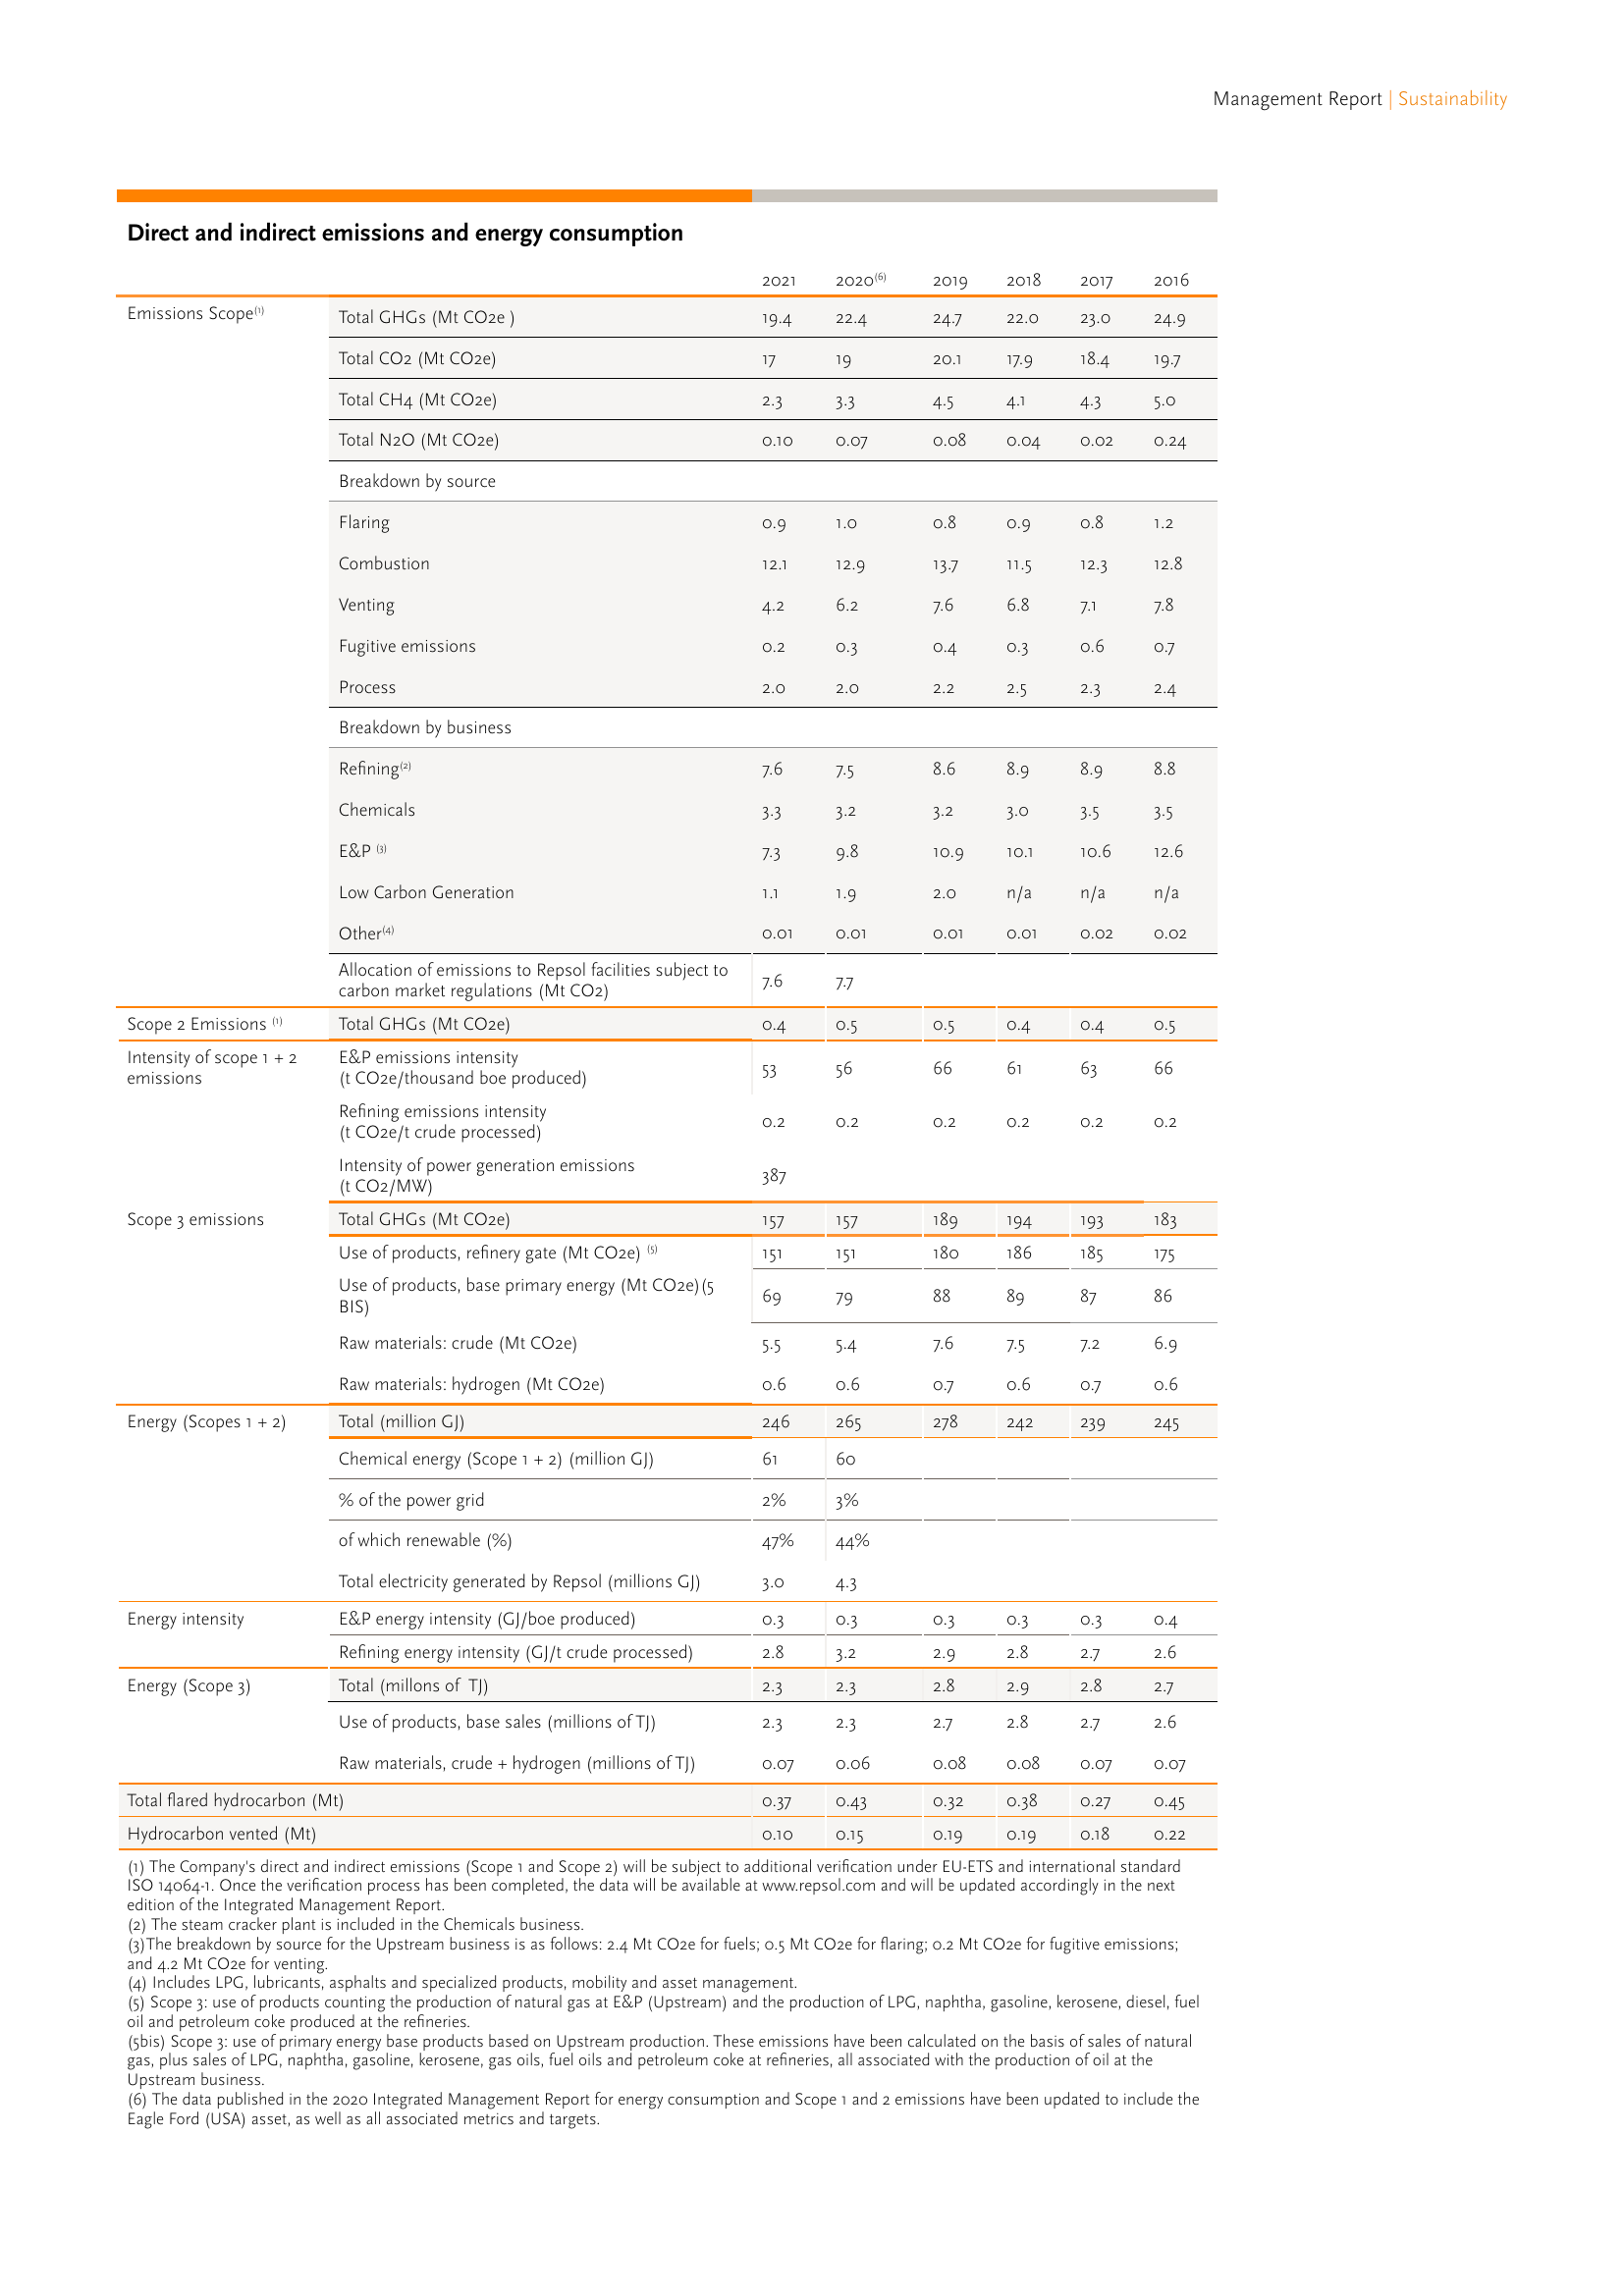 Management Report | Sustainability
Direct and indirect emissions and energy consumption
2021 2020(6) 2019 2018 2017 2016
Emissions Scope(1) Total GHGs (Mt CO2e ) 19.4 22.4 24.7 22.0 23.0 24.9
Total CO2 (Mt CO2e) 17 19 20.1 17.9 18.4 19.7
Total CH4 (Mt CO2e) 2.3 3.3 4.5 4.1 4.3 5.0
Total N2O (Mt CO2e) 0.10 0.07 0.08 0.04 0.02 0.24
Breakdown by source
Flaring 0.9 1.0 0.8 0.9 0.8 1.2
Combustion 12.1 12.9 13.7 11.5 12.3 12.8
Venting 4.2 6.2 7.6 6.8 7.1 7.8
Fugitive emissions 0.2 0.3 0.4 0.3 0.6 0.7
Process 2.0 2.0 2.2 2.5 2.3 2.4
Breakdown by business
Refining(2) 7.6 7.5 8.6 8.9 8.9 8.8
Chemicals 3.3 3.2 3.2 3.0 3.5 3.5
E&P (3) 7.3 9.8 10.9 10.1 10.6 12.6
Low Carbon Generation 1.1 1.9 2.0 n/a n/a n/a
Other(4) 0.01 0.01 0.01 0.01 0.02 0.02
Allocation of emissions to Repsol facilities subject to
carbon market regulations (Mt CO2) 7.6 7.7
Scope 2 Emissions (1) Total GHGs (Mt CO2e) 0.4 0.5 0.5 0.4 0.4 0.5
Intensity of scope 1 + 2 E&P emissions intensity
emissions (t CO2e/thousand boe produced) 53 56 66 61 63 66
Refining emissions intensity
(t CO2e/t crude processed) 0.2 0.2 0.2 0.2 0.2 0.2
Intensity of power generation emissions
(t CO2/MW) 387
Scope 3 emissions Total GHGs (Mt CO2e) 157 157 189 194 193 183
Use of products, refinery gate (Mt CO2e) (5) 151 151 180 186 185 175
Use of products, base primary energy (Mt CO2e)(5
BIS) 69 79 88 89 87 86
Raw materials: crude (Mt CO2e) 5.5 5.4 7.6 7.5 7.2 6.9
Raw materials: hydrogen (Mt CO2e) 0.6 0.6 0.7 0.6 0.7 0.6
Energy (Scopes 1 + 2) Total (million GJ) 246 265 278 242 239 245
Chemical energy (Scope 1 + 2) (million GJ) 61 60
% of the power grid 2% 3%
of which renewable (%) 47% 44%
Total electricity generated by Repsol (millions GJ) 3.0 4.3
Energy intensity E&P energy intensity (GJ/boe produced) 0.3 0.3 0.3 0.3 0.3 0.4
Refining energy intensity (GJ/t crude processed) 2.8 3.2 2.9 2.8 2.7 2.6
Energy (Scope 3) Total (millons of TJ) 2.3 2.3 2.8 2.9 2.8 2.7
Use of products, base sales (millions of TJ) 2.3 2.3 2.7 2.8 2.7 2.6
Raw materials, crude + hydrogen (millions of TJ) 0.07 0.06 0.08 0.08 0.07 0.07
Total flared hydrocarbon (Mt) 0.37 0.43 0.32 0.38 0.27 0.45
Hydrocarbon vented (Mt) 0.10 0.15 0.19 0.19 0.18 0.22
(1) The Company's direct and indirect emissions (Scope 1 and Scope 2) will be subject to additional verification under EU-ETS and international standard
ISO 14064-1. Once the verification process has been completed, the data will be available at www.repsol.com and will be updated accordingly in the next
edition of the Integrated Management Report.
(2) The steam cracker plant is included in the Chemicals business.
(3)The breakdown by source for the Upstream business is as follows: 2.4 Mt CO2e for fuels; 0.5 Mt CO2e for flaring; 0.2 Mt CO2e for fugitive emissions;
and 4.2 Mt CO2e for venting.
(4) Includes LPG, lubricants, asphalts and specialized products, mobility and asset management.
(5) Scope 3: use of products counting the production of natural gas at E&P (Upstream) and the production of LPG, naphtha, gasoline, kerosene, diesel, fuel
oil and petroleum coke produced at the refineries.
(5bis) Scope 3: use of primary energy base products based on Upstream production. These emissions have been calculated on the basis of sales of natural
gas, plus sales of LPG, naphtha, gasoline, kerosene, gas oils, fuel oils and petroleum coke at refineries, all associated with the production of oil at the
Upstream business.
(6) The data published in the 2020 Integrated Management Report for energy consumption and Scope 1 and 2 emissions have been updated to include the
Eagle Ford (USA) asset, as well as all associated metrics and targets.